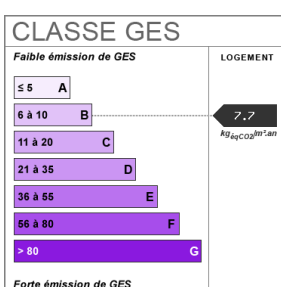 CLASSE GES
Faible émission de GES
LOGEMENT
≤ 5 A
6 à 10 B
7.7
kgéqCO2/m².an
11 à 20 C
21 à 35 D
36 à 55 E
56 à 80 F
> 80 G
Forte émission de GES